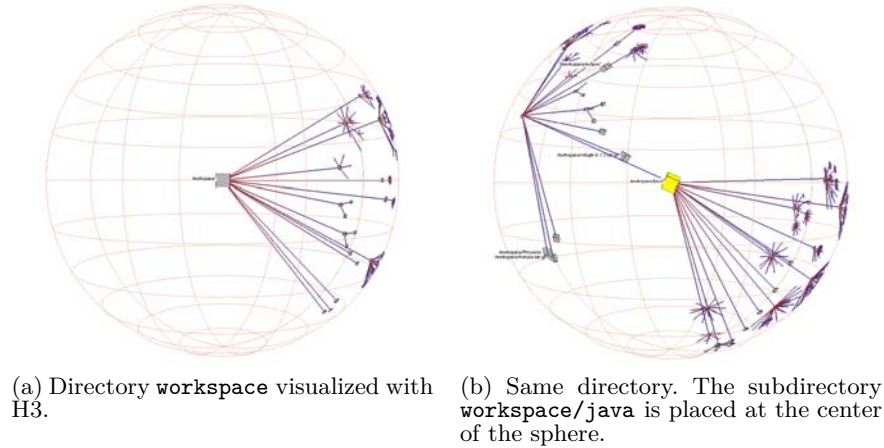 Workspace
(a) Directory workspace visualized with
H3.
(b) Same directory. The subdirectory
workspace/java is placed at the center
of the sphere.